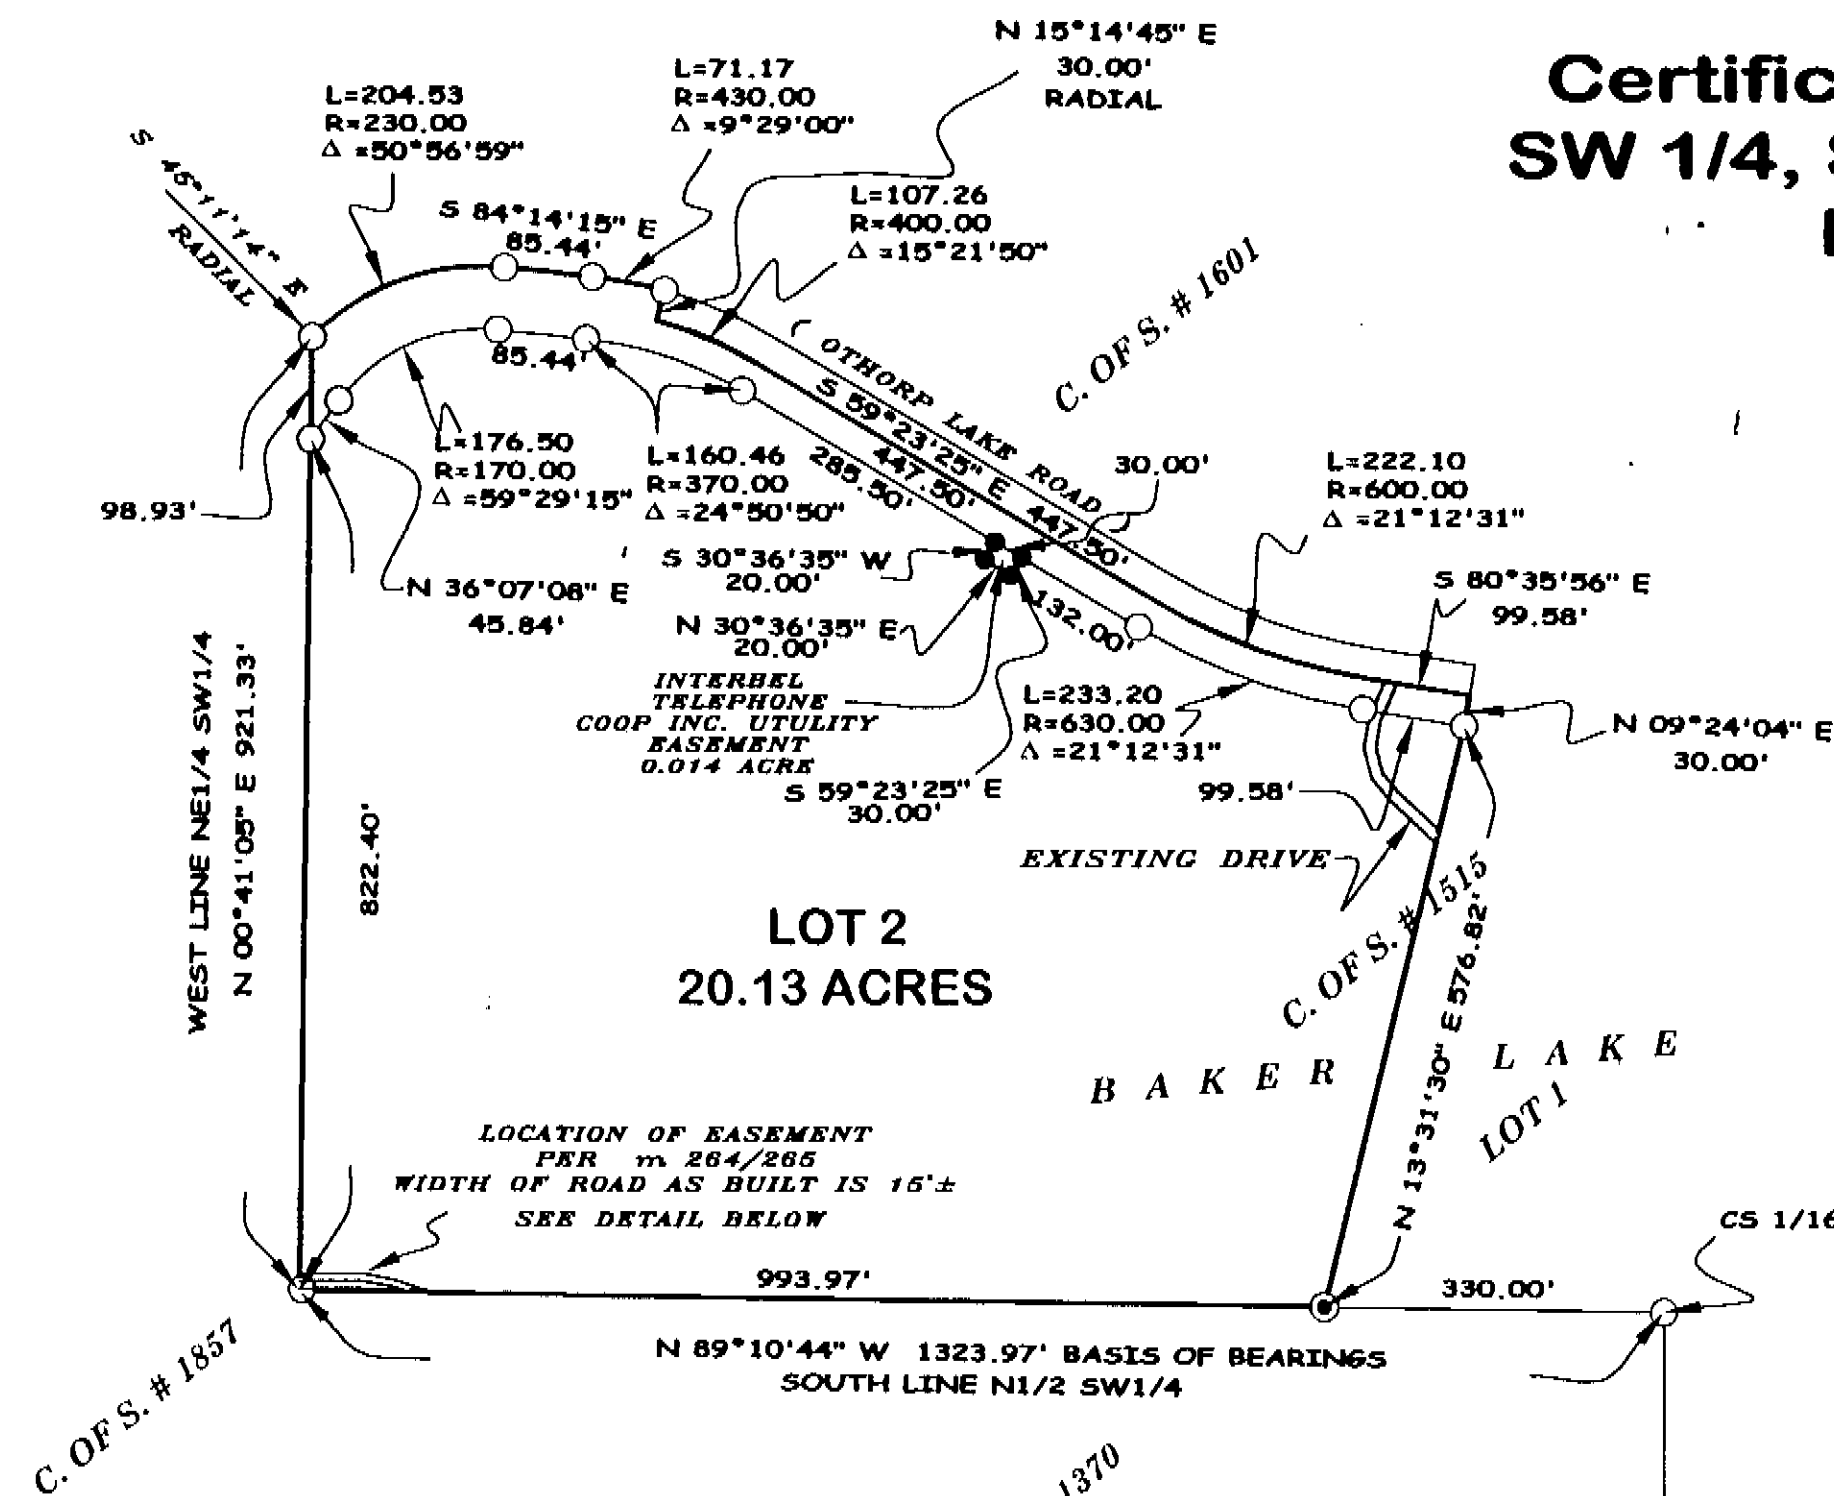 N 15°14'45" E
30.00'
RADIAL
SW 1/4,
L=204.53
R=230.00
Δ =50°56'59"
L=71.17
R=430.00
Δ =9°29'00"
S 45°11'14" E
RADIAL
S 84°14'15" E
85.44'
L=107.26
R=400.00
Δ =15°21'50"
C. OF S. # 1601
( OTHORP LAKE ROAD )
S 59°23'25" E
447.50'
447.50'
85.44'
285.50'
30.00'
L=176.50
R=170.00
Δ =59°29'15"
L=160.46
R=370.00
Δ =24°50'50"
L=222.10
R=600.00
Δ =21°12'31"
98.93'
S 30°36'35" W
20.00'
N 36°07'08" E
45.84'
N 30°36'35" E
20.00'
132.00'
S 80°35'56" E
99.58'
INTERBEL
TELEPHONE
COOP INC. UTULITY
EASEMENT
0.014 ACRE
L=233.20
R=630.00
Δ =21°12'31"
N 09°24'04" E
30.00'
S 59°23'25" E
30.00'
99.58'
EXISTING DRIVE
WEST LINE NE1/4 SW1/4
N 00°41'05" E 921.33'
822.40'
LOT 2
20.13 ACRES
C. OF S. # 1515
N 13°31'30" E 576.82'
BAKER LAKE
LOT 1
LOCATION OF EASEMENT
PER m 264/265
WIDTH OF ROAD AS BUILT IS 15'±
SEE DETAIL BELOW
CS 1/16
993.97'
330.00'
N 89°10'44" W 1323.97' BASIS OF BEARINGS
SOUTH LINE N1/2 SW1/4
C. OF S. # 1857
1370